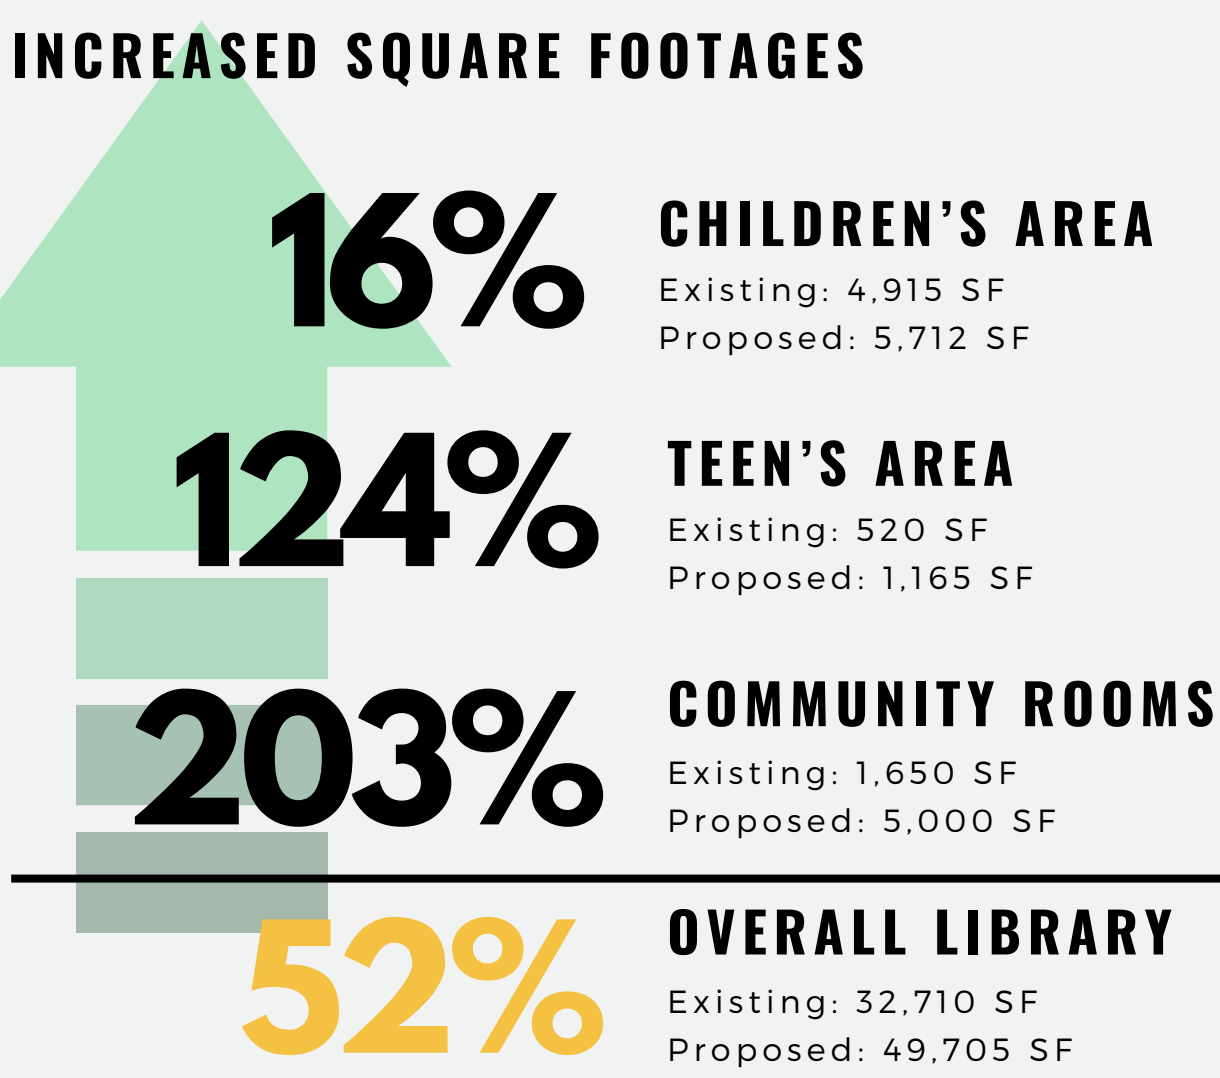 INCREASED SQUARE FOOTAGES
16%
CHILDREN'S AREA
Existing: 4,915 SF
Proposed: 5,712 SF
124%
TEEN'S AREA
Existing: 520 SF
Proposed: 1,165 SF
203%
COMMUNITY ROOMS
Existing: 1,650 SF
Proposed: 5,000 SF
52%
OVERALL LIBRARY
Existing: 32,710 SF
Proposed: 49,705 SF